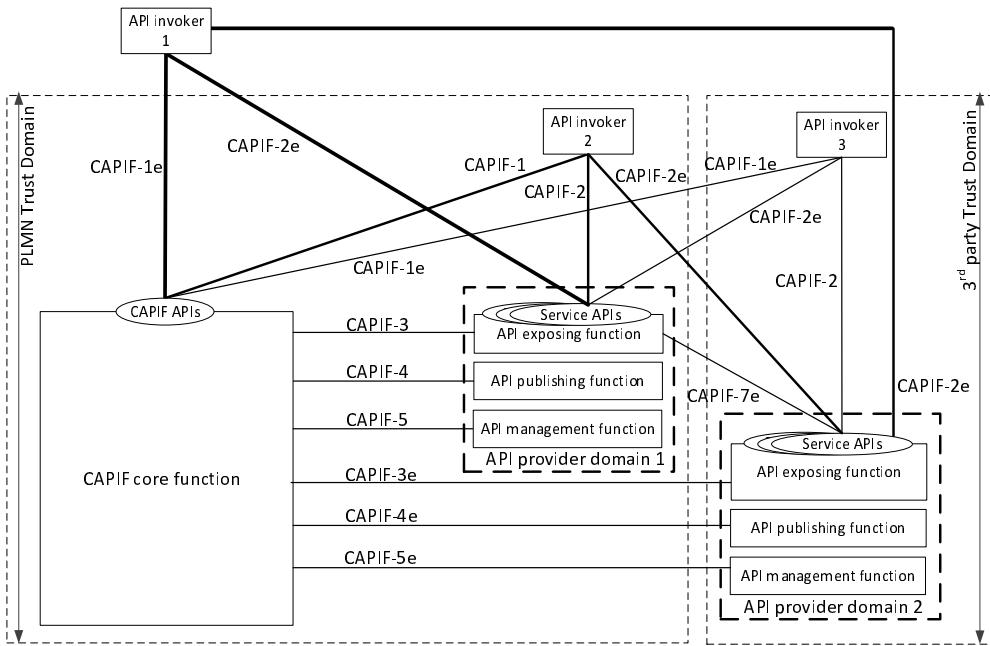 API invoker
1
PLMN Trust Domain
3rd party Trust Domain
API invoker
2
API invoker
3
CAPIF-1e
CAPIF-2e
CAPIF-1
CAPIF-2
CAPIF-2e
CAPIF-1e
CAPIF-2e
CAPIF-1e
CAPIF-2
CAPIF APIs
Service APIs
CAPIF-3
API exposing function
CAPIF-4
API publishing function
CAPIF-7e
CAPIF-2e
CAPIF-5
API management function
API provider domain 1
Service APIs
CAPIF core function
CAPIF-3e
API exposing function
CAPIF-4e
API publishing function
CAPIF-5e
API management function
API provider domain 2